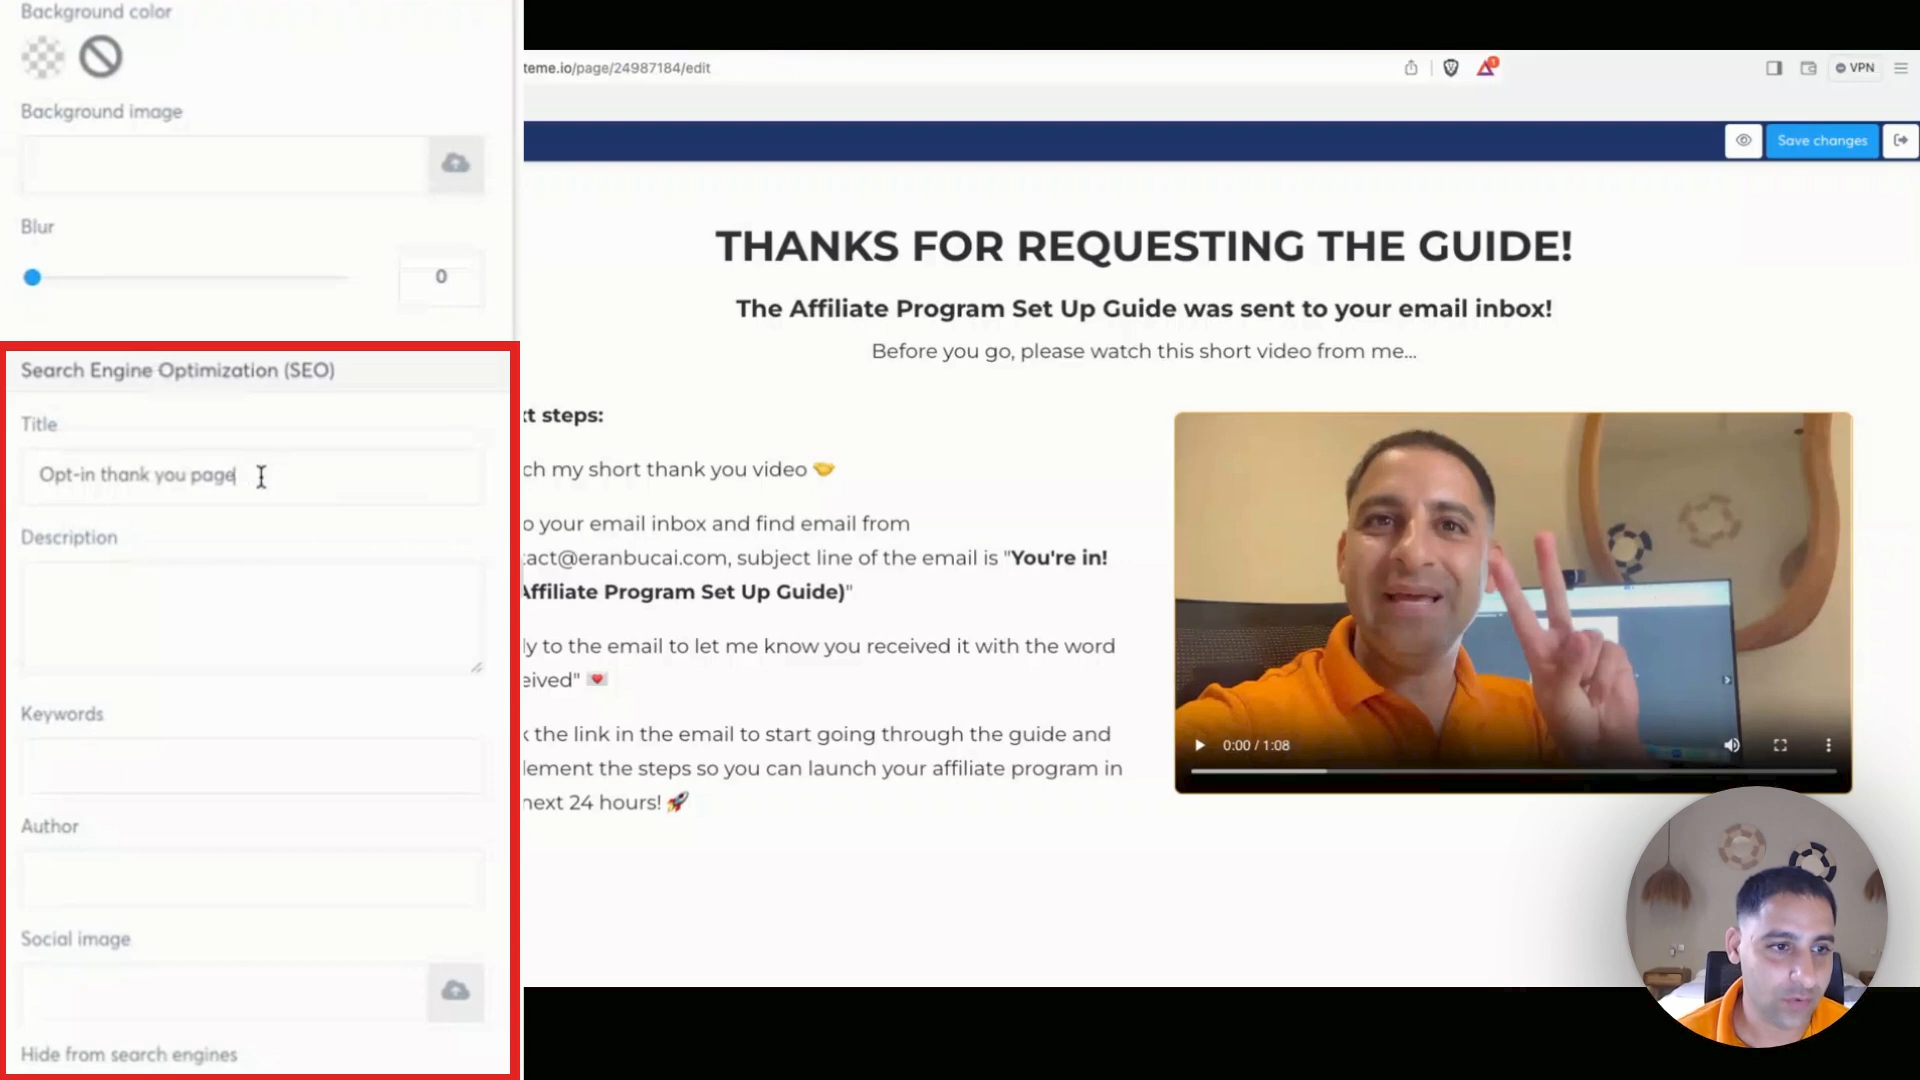 Background color
Background image
Blur
0
Search Engine Optimization (SEO)
Title
Opt-in thank you page
Description
Keywords
Author
Social image
Hide from search engines
teme.io/page/24987184/edit
1
VPN
Save changes
THANKS FOR REQUESTING THE GUIDE!
The Affiliate Program Set Up Guide was sent to your email inbox!
Before you go, please watch this short video from me...
xt steps:
ch my short thank you video 🤝
o your email inbox and find email from
tact@eranbucai.com, subject line of the email is "You're in!
Affiliate Program Set Up Guide)"
ly to the email to let me know you received it with the word
eived" 💌
k the link in the email to start going through the guide and
lement the steps so you can launch your affiliate program in
next 24 hours! 🚀
0:00 / 1:08